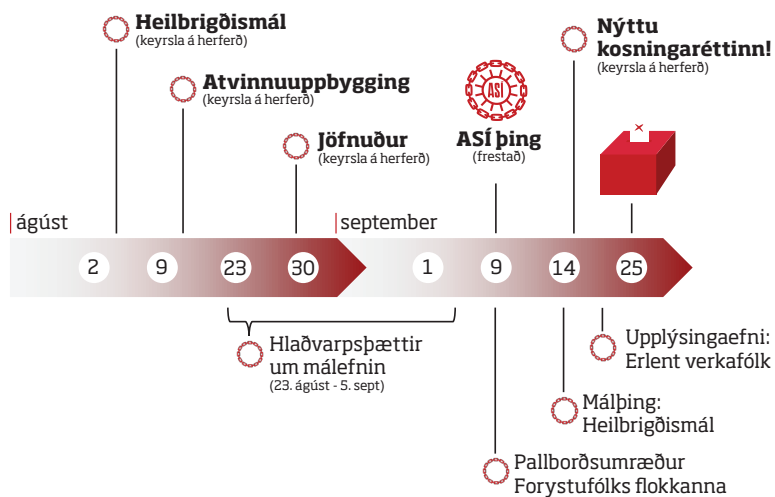 Heilbrigðismál
(keyrsla á herferð)
Atvinnuuppbygging
(keyrsla á herferð)
Jöfnuður
(keyrsla á herferð)
ASÍ
ASÍ þing
(frestað)
Nýttu
kosningaréttinn!
(keyrsla á herferð)
ágúst
september
2 9 23 30 1 9 14 25
Hlaðvarpsþættir
um málefnin
(23. ágúst - 5. sept)
Upplýsingaefni:
Erlent verkafólk
Málþing:
Heilbrigðismál
Pallborðsumræður
Forystufólks flokkanna